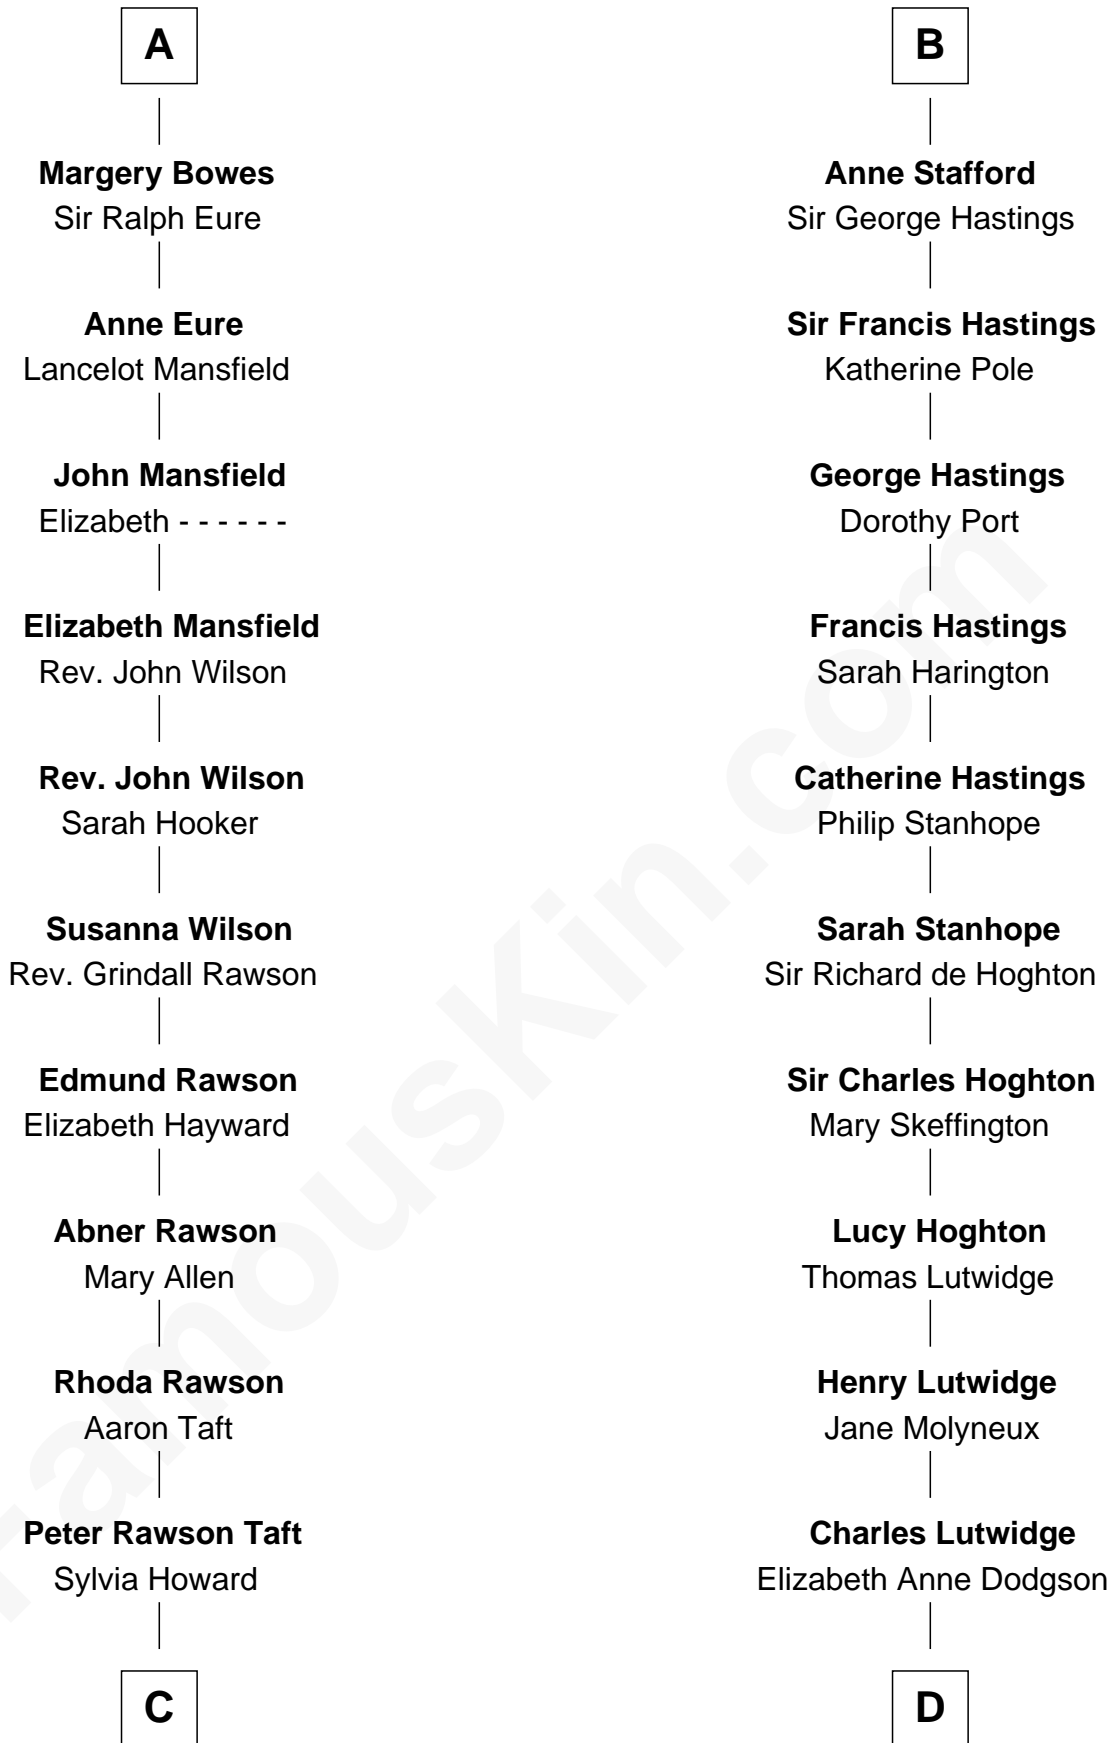 A
Margery Bowes
Sir Ralph Eure
Anne Eure
Lancelot Mansfield
John Mansfield
Elizabeth - - - - - -
Elizabeth Mansfield
Rev. John Wilson
Rev. John Wilson
Sarah Hooker
Susanna Wilson
Rev. Grindall Rawson
Edmund Rawson
Elizabeth Hayward
Abner Rawson
Mary Allen
Rhoda Rawson
Aaron Taft
Peter Rawson Taft
Sylvia Howard
C
B
Anne Stafford
Sir George Hastings
Sir Francis Hastings
Katherine Pole
George Hastings
Dorothy Port
Francis Hastings
Sarah Harington
Catherine Hastings
Philip Stanhope
Sarah Stanhope
Sir Richard de Hoghton
Sir Charles Hoghton
Mary Skeffington
Lucy Hoghton
Thomas Lutwidge
Henry Lutwidge
Jane Molyneux
Charles Lutwidge
Elizabeth Anne Dodgson
D
FamousKin.com